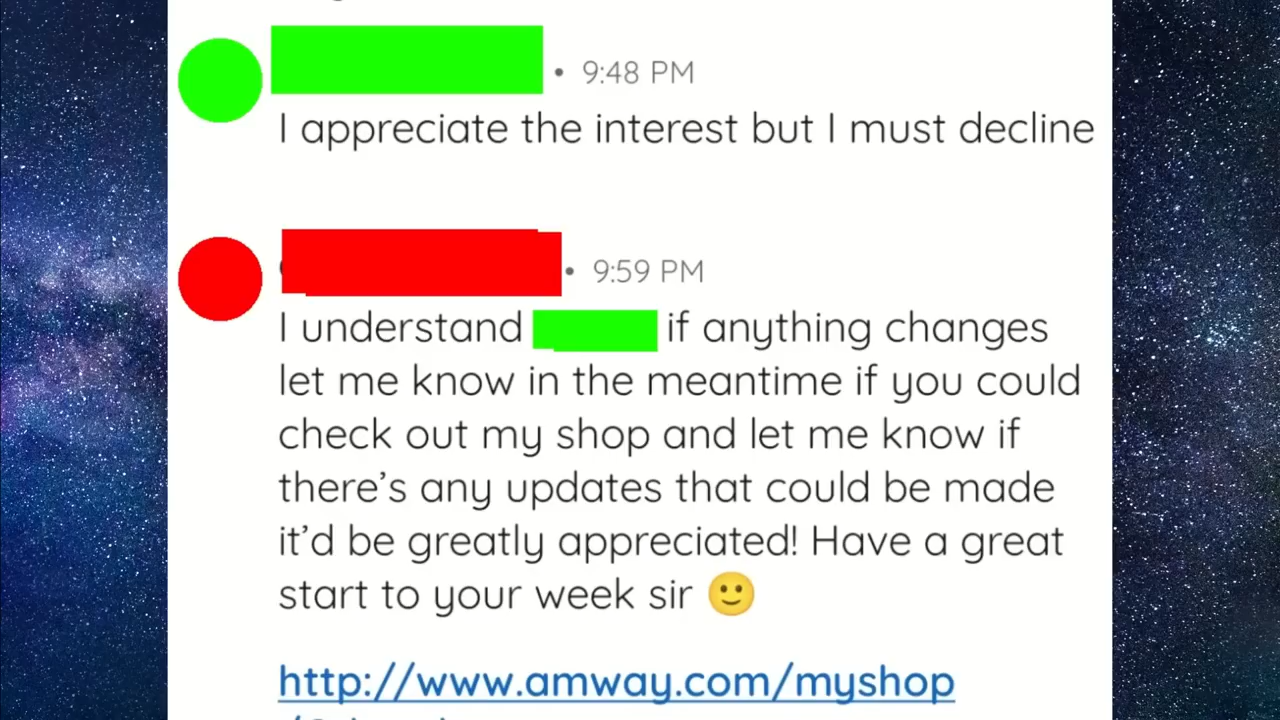 • 9:48 PM
I appreciate the interest but I must decline
• 9:59 PM
I understand if anything changes
let me know in the meantime if you could
check out my shop and let me know if
there’s any updates that could be made
it’d be greatly appreciated! Have a great
start to your week sir 🙂
http://www.amway.com/myshop